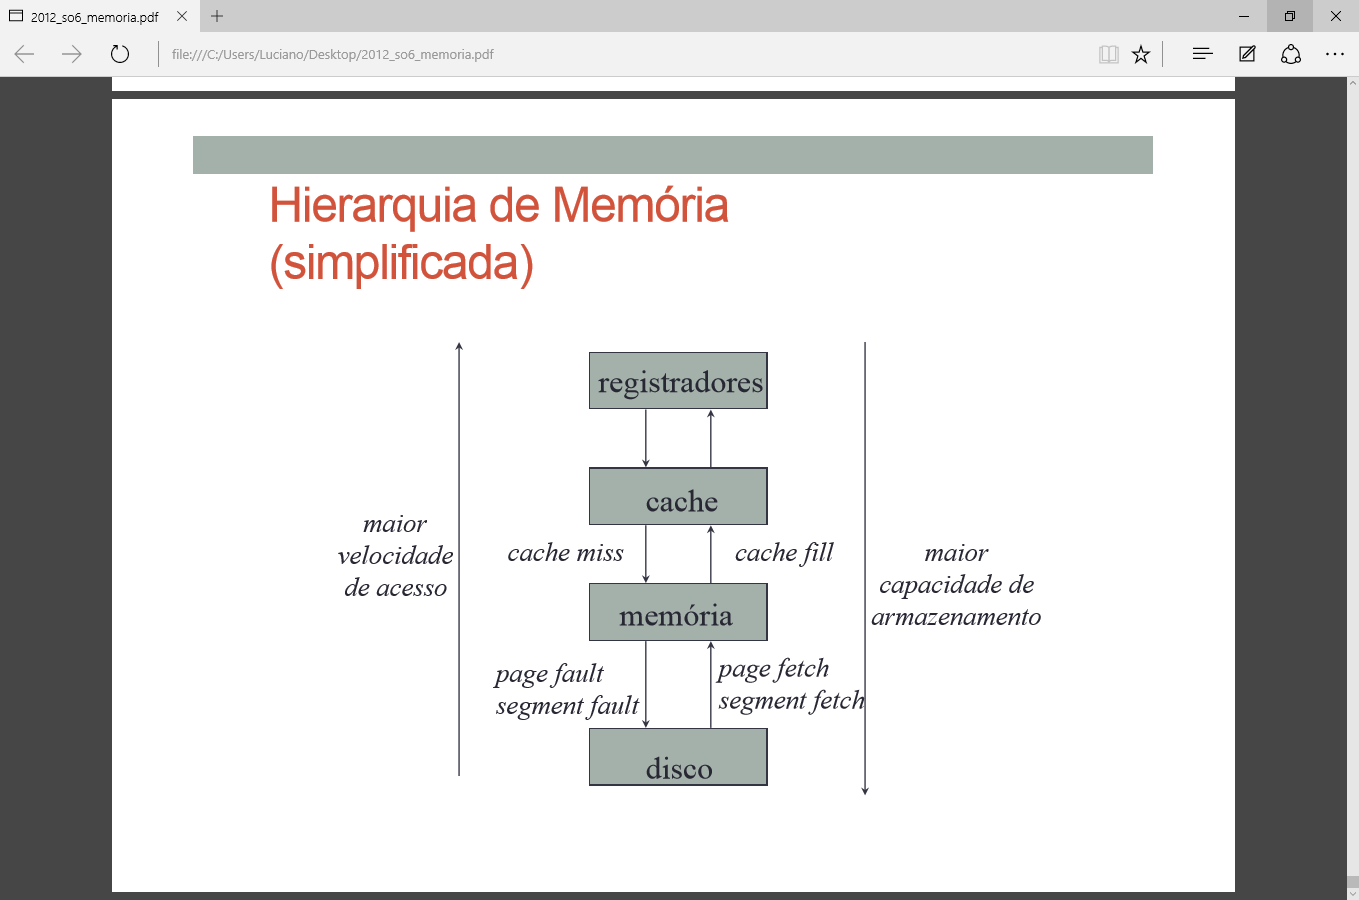 2012_so6_memoria.pdf
file:///C:/Users/Luciano/Desktop/2012_so6_memoria.pdf
Hierarquia de Memória
(simplificada)
registradores
cache
maior
velocidade
de acesso
cache miss
cache fill
maior
capacidade de
armazenamento
memória
page fault
segment fault
page fetch
segment fetch
disco